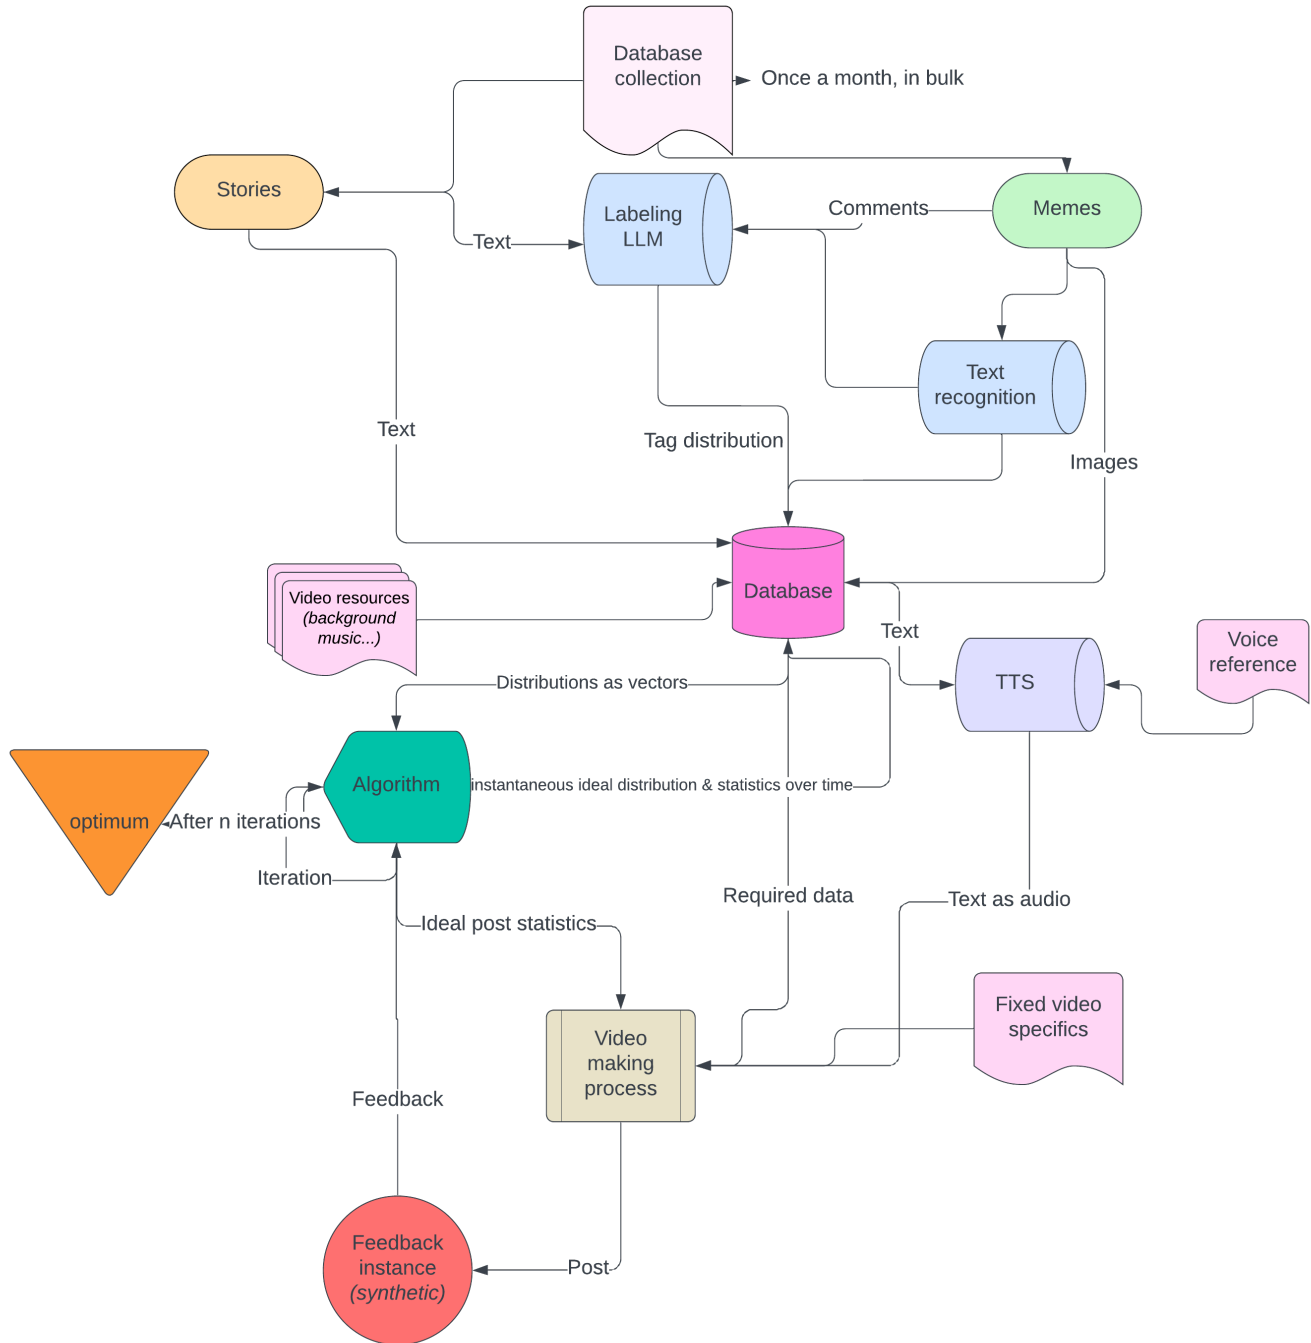 Database
collection
Once a month, in bulk
Stories
Labeling
LLM
Comments
Memes
Text
Text
recognition
Text
Tag distribution
Images
Database
Video resources
(background
music...)
Text
Voice
reference
TTS
Distributions as vectors
Algorithm
instantaneous ideal distribution & statistics over time
optimum
After n iterations
Iteration
Required data
Text as audio
Ideal post statistics
Fixed video
specifics
Video
making
process
Feedback
Feedback
instance
(synthetic)
Post